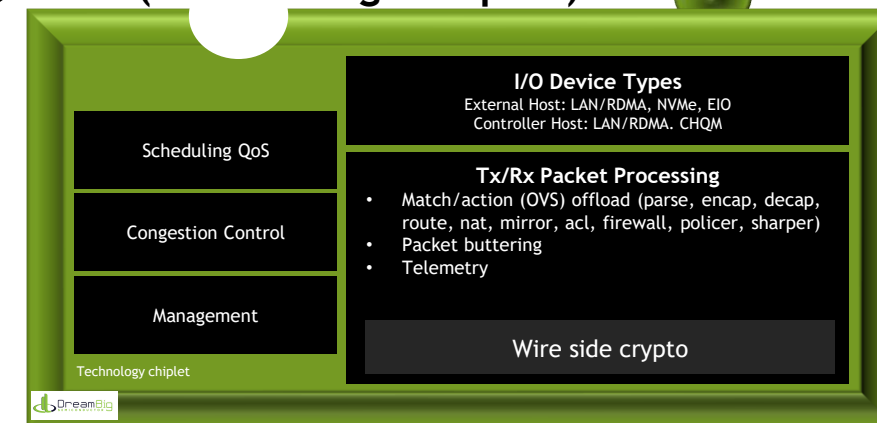 I/O Device Types
External Host: LAN/RDMA, NVMe, EIO
Controller Host: LAN/RDMA. CHQM
Scheduling QoS
Congestion Control
Management
Tx/Rx Packet Processing
• Match/action (OVS) offload (parse, encap, decap,
route, nat, mirror, acl, firewall, policer, sharper)
• Packet buttering
• Telemetry
Wire side crypto
Technology chiplet
DreamBig